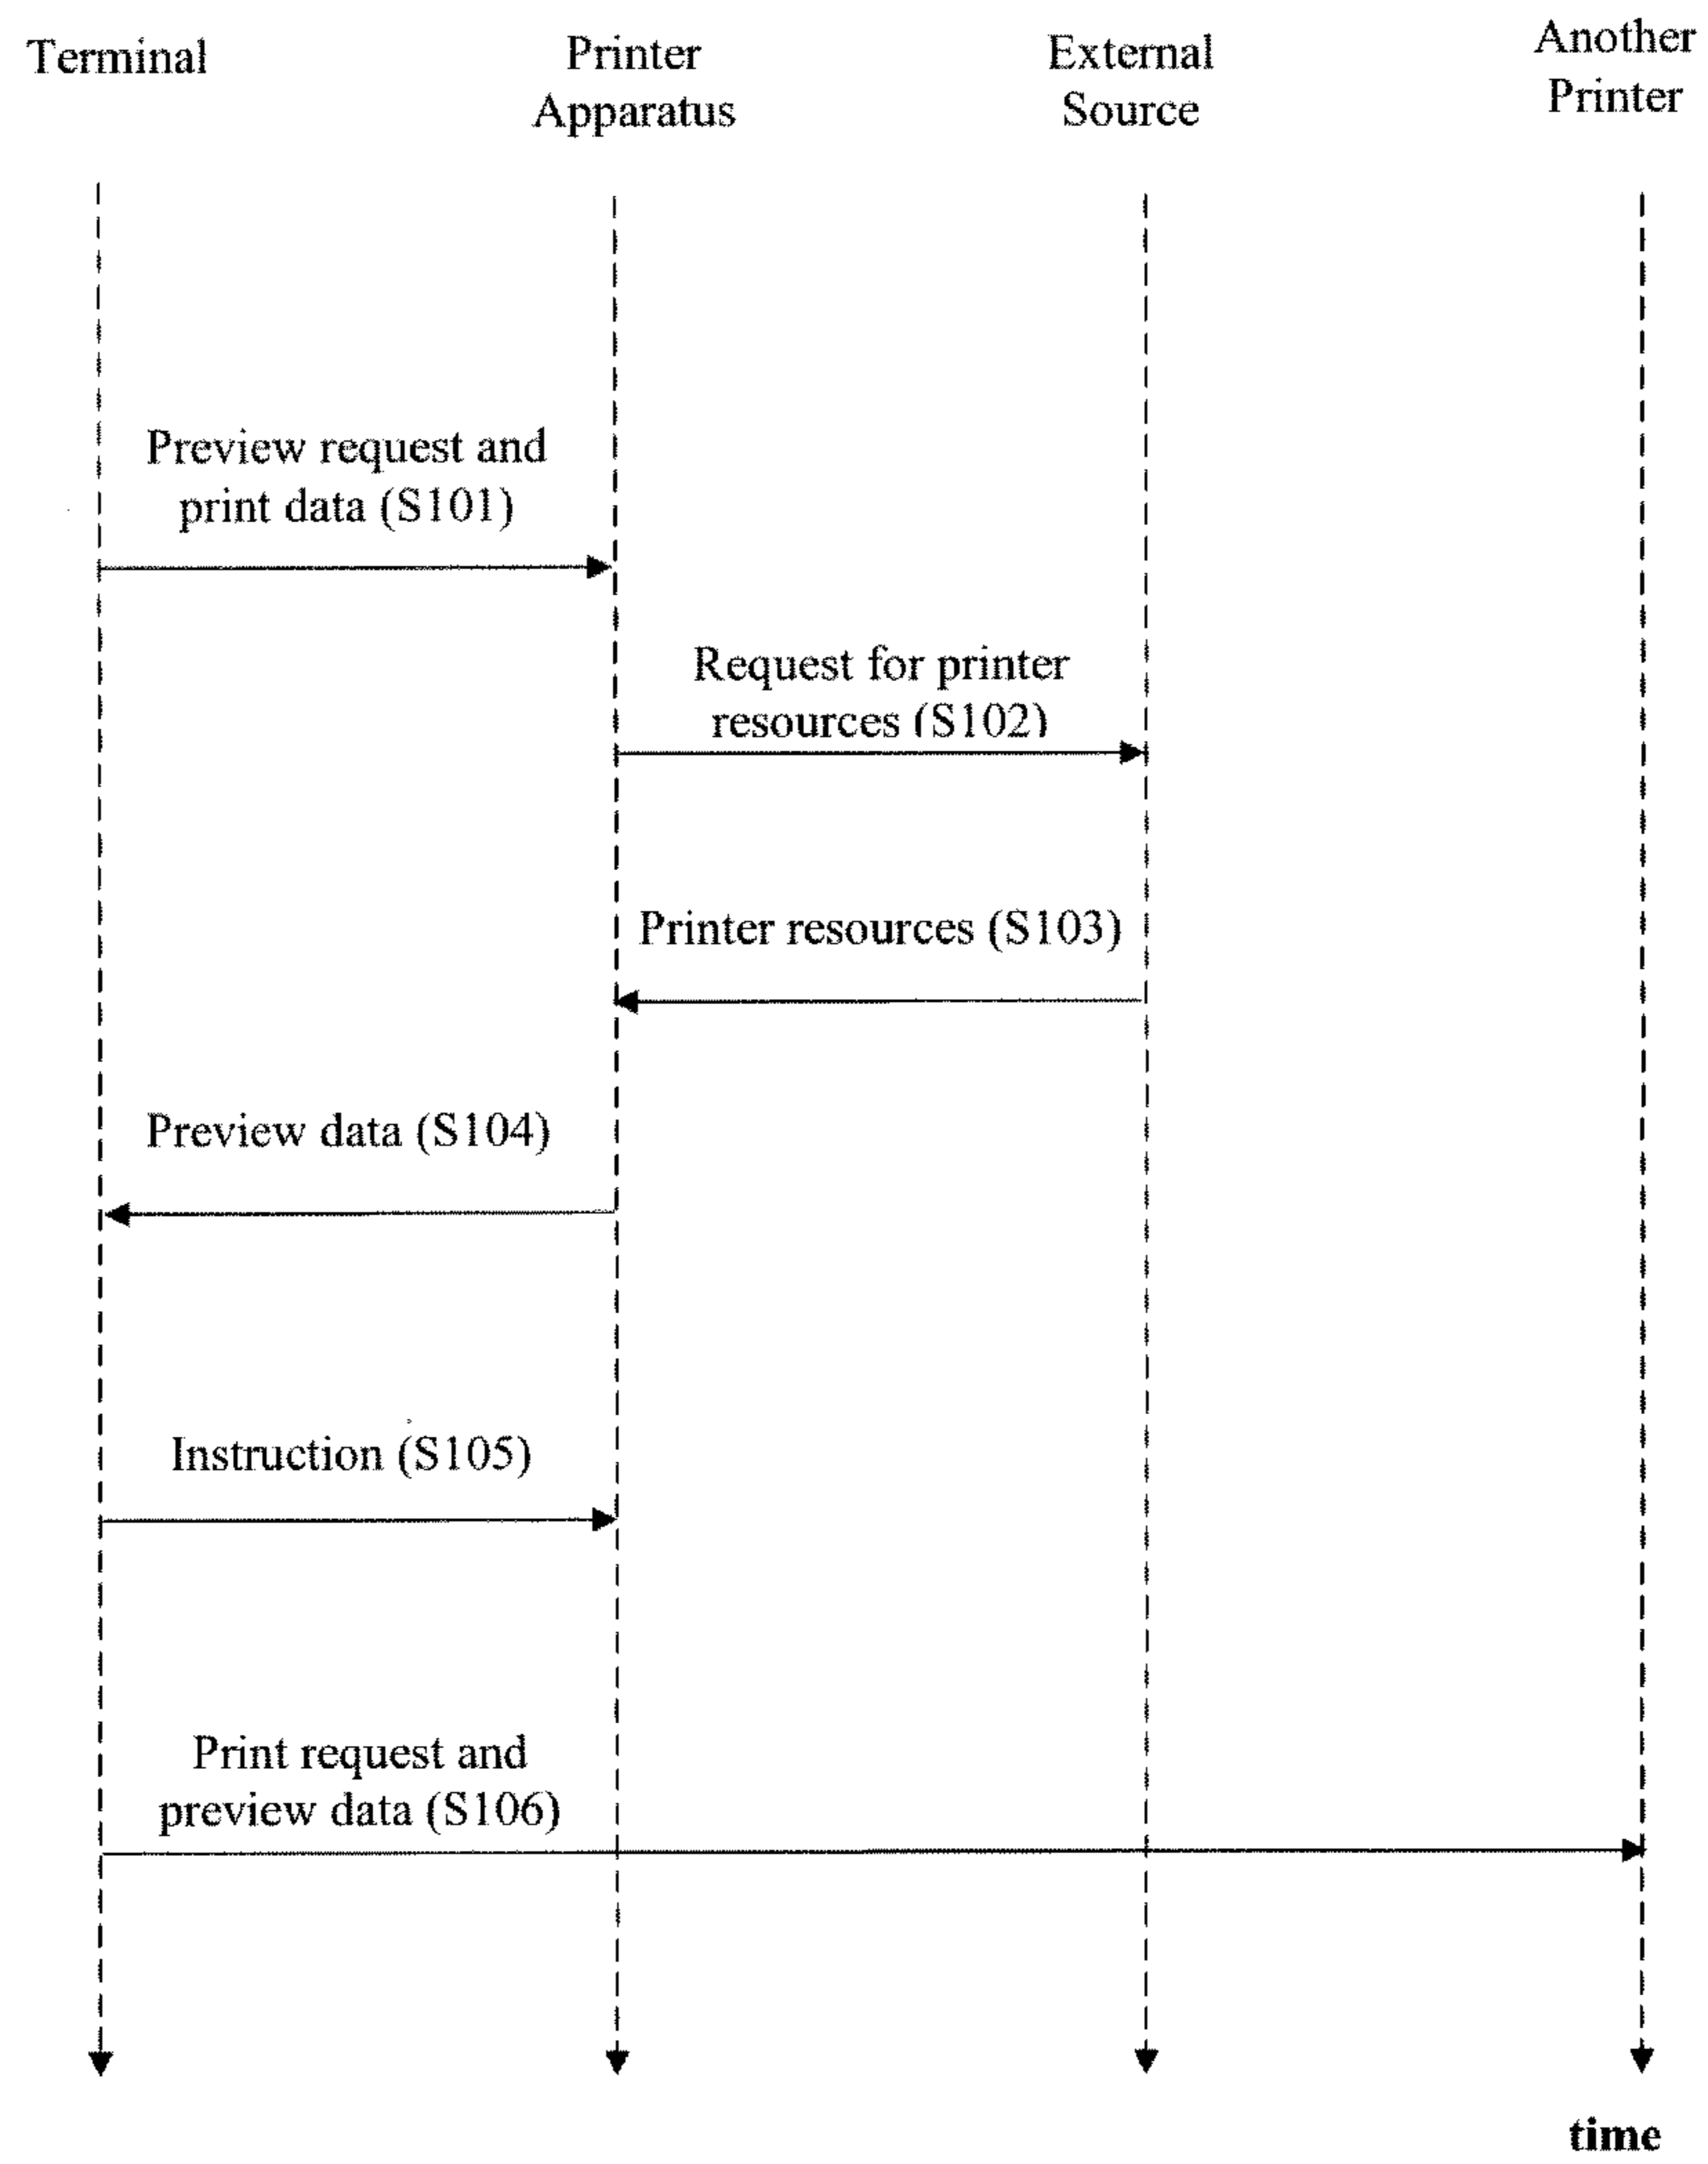 Terminal
Printer
Apparatus
External
Source
Another
Printer
Preview request and
print data (S101)
Request for printer
resources (S102)
Printer resources (S103)
Preview data (S104)
Instruction (S105)
Print request and
preview data (S106)
time